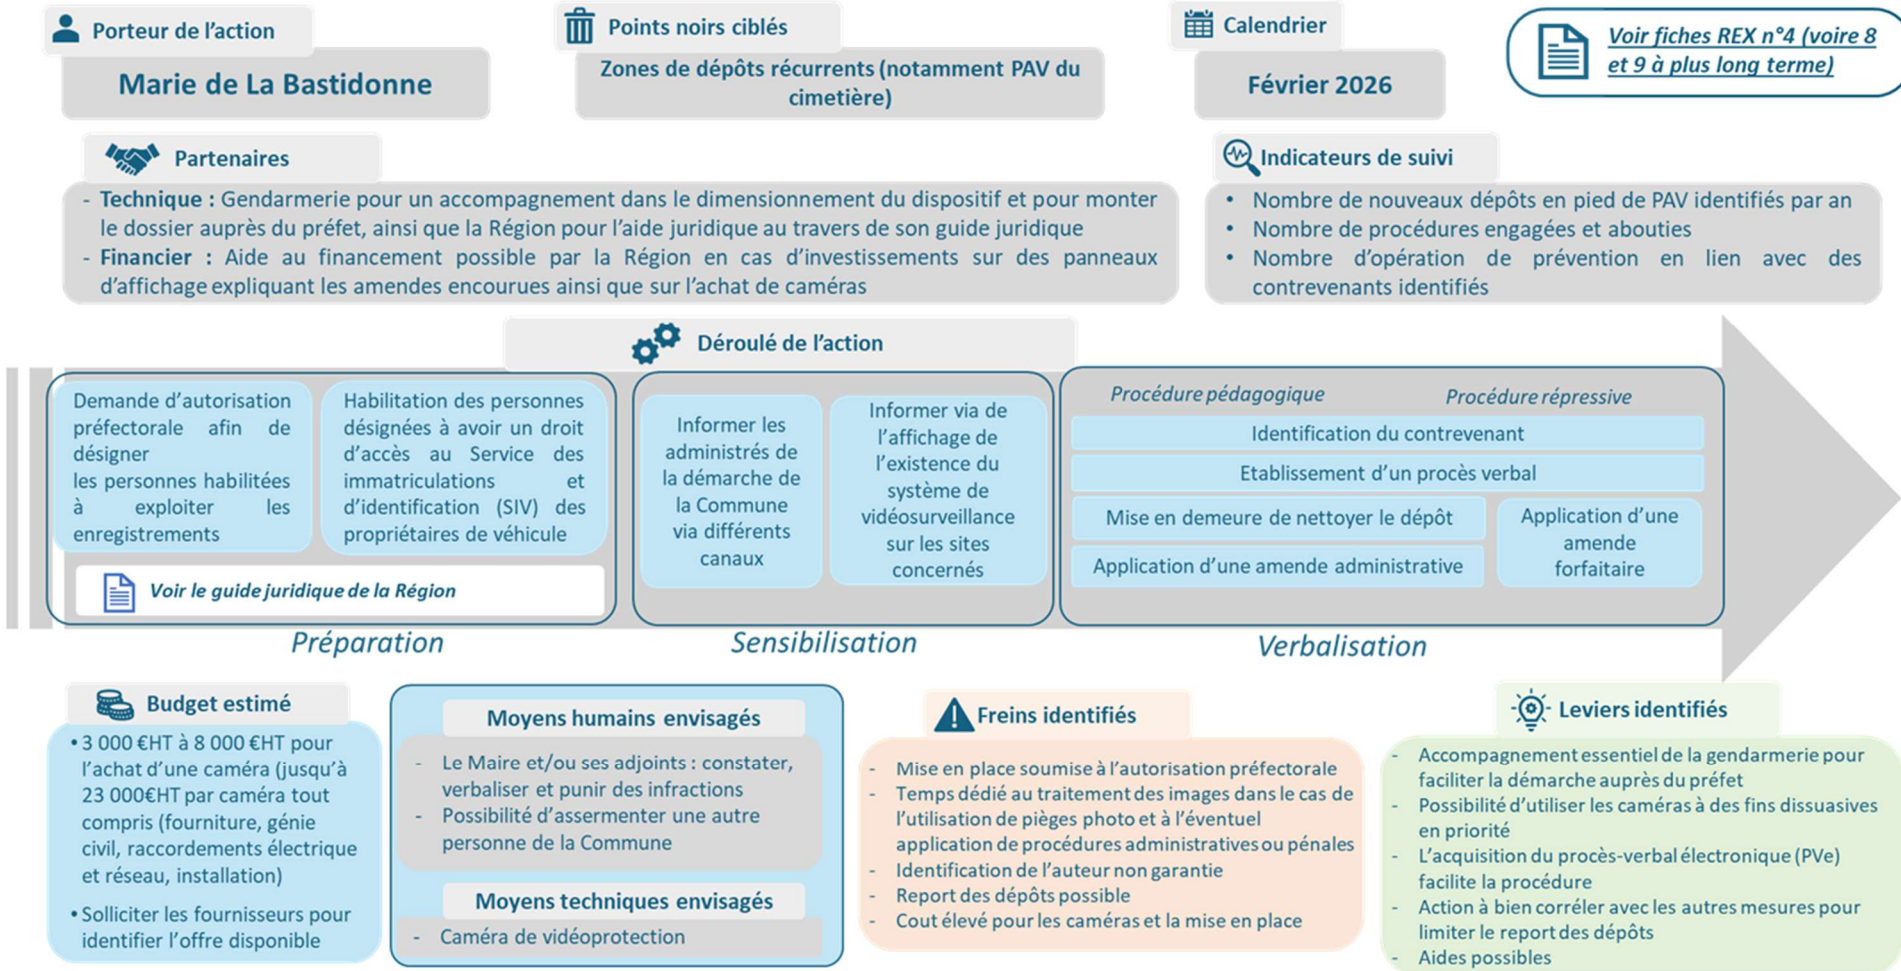 Porteur de l'action
Marie de La Bastidonne
Points noirs ciblés
Zones de dépôts récurrents (notamment PAV du
cimetière)
Calendrier
Février 2026
Voir fiches REX n°4 (voire 8
et 9 à plus long terme)
Partenaires
- Technique : Gendarmerie pour un accompagnement dans le dimensionnement du dispositif et pour monter
le dossier auprès du préfet, ainsi que la Région pour l'aide juridique au travers de son guide juridique
- Financier : Aide au financement possible par la Région en cas d'investissements sur des panneaux
d'affichage expliquant les amendes encourues ainsi que sur l'achat de caméras
Indicateurs de suivi
• Nombre de nouveaux dépôts en pied de PAV identifiés par an
• Nombre de procédures engagées et abouties
• Nombre d'opération de prévention en lien avec des
contrevenants identifiés
Déroulé de l'action
Demande d'autorisation
préfectorale afin de
désigner
les personnes habilitées
à exploiter les
enregistrements
Habilitation des personnes
désignées à avoir un droit
d'accès au Service des
immatriculations et
d'identification (SIV) des
propriétaires de véhicule
Voir le guide juridique de la Région
Préparation
Informer les
administrés de
la démarche de
la Commune
via différents
canaux
Informer via de
l'affichage de
l'existence du
système de
vidéosurveillance
sur les sites
concernés
Sensibilisation
Procédure pédagogique
Procédure répressive
Identification du contrevenant
Etablissement d'un procès verbal
Mise en demeure de nettoyer le dépôt
Application d'une amende administrative
Application d'une
amende
forfaitaire
Verbalisation
Budget estimé
• 3 000 €HT à 8 000 €HT pour
l'achat d'une caméra (jusqu'à
23 000€HT par caméra tout
compris (fourniture, génie
civil, raccordements électrique
et réseau, installation)
• Solliciter les fournisseurs pour
identifier l'offre disponible
Moyens humains envisagés
- Le Maire et/ou ses adjoints : constater,
verbaliser et punir des infractions
- Possibilité d'assermenter une autre
personne de la Commune
Moyens techniques envisagés
- Caméra de vidéoprotection
Freins identifiés
- Mise en place soumise à l'autorisation préfectorale
- Temps dédié au traitement des images dans le cas de
l'utilisation de pièges photo et à l'éventuel
application de procédures administratives ou pénales
- Identification de l'auteur non garantie
- Report des dépôts possible
- Cout élevé pour les caméras et la mise en place
Leviers identifiés
- Accompagnement essentiel de la gendarmerie pour
faciliter la démarche auprès du préfet
- Possibilité d'utiliser les caméras à des fins dissuasives
en priorité
- L'acquisition du procès-verbal électronique (PVe)
facilite la procédure
- Action à bien corréler avec les autres mesures pour
limiter le report des dépôts
- Aides possibles